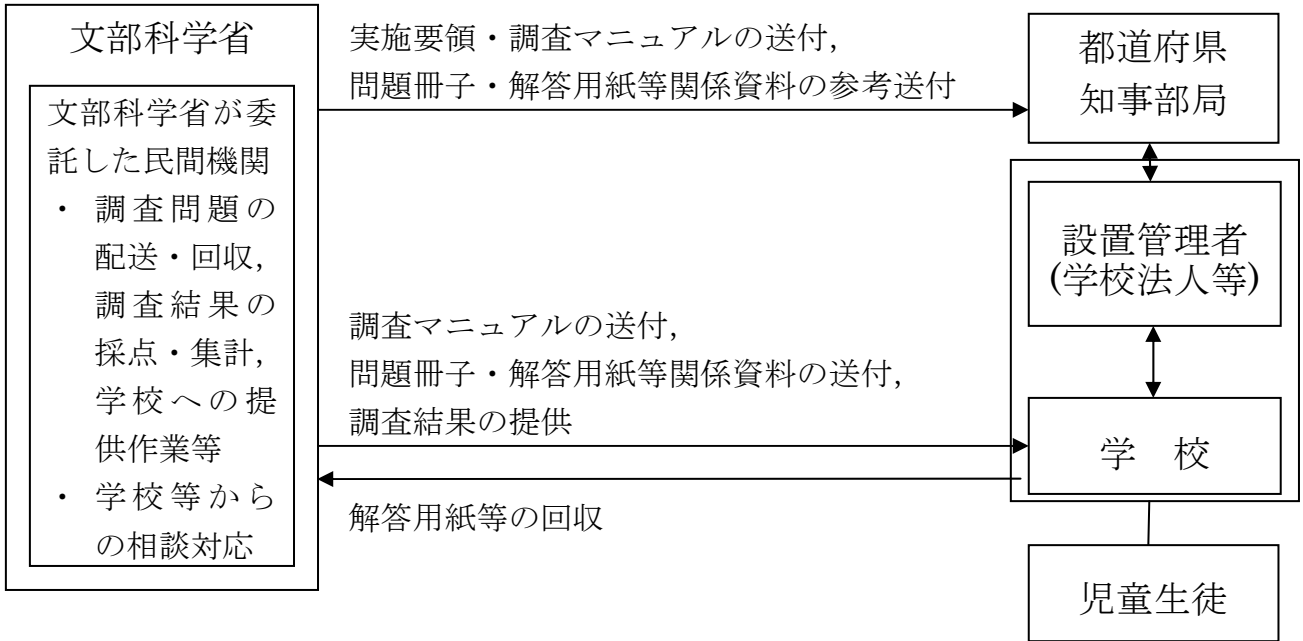 文部科学省
文部科学省が委
託した民間機関
・ 調査問題の
配送・回収,
調査結果の
採点・集計,
学校への提
供作業等
・ 学校等から
の相談対応
実施要領・調査マニュアルの送付,
問題冊子・解答用紙等関係資料の参考送付
調査マニュアルの送付,
問題冊子・解答用紙等関係資料の送付,
調査結果の提供
解答用紙等の回収
都道府県
知事部局
設置管理者
(学校法人等)
学 校
児童生徒